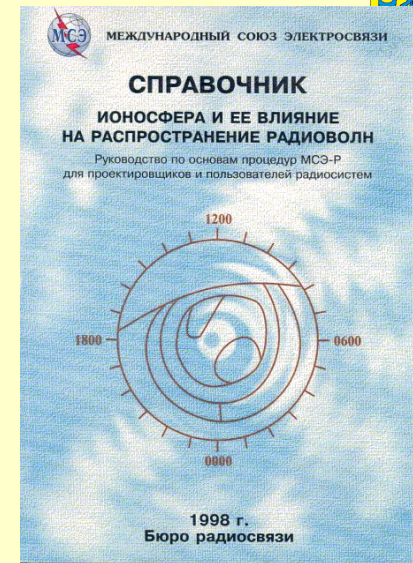 МСЭ
МЕЖДУНАРОДНЫЙ СОЮЗ ЭЛЕКТРОСВЯЗИ
СПРАВОЧНИК
ИОНОСФЕРА И ЕЕ ВЛИЯНИЕ
НА РАСПРОСТРАНЕНИЕ РАДИОВОЛН
Руководство по основам процедур МСЭ-Р
для проектировщиков и пользователей радиосистем
1200
1800
0600
0000
1998 г.
Бюро радиосвязи